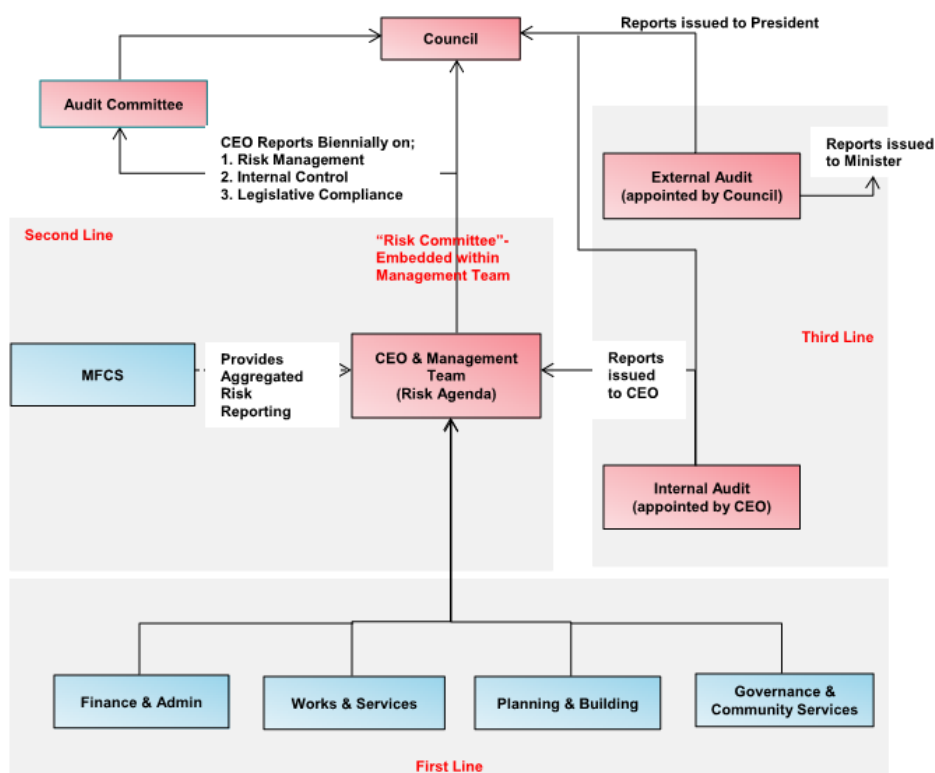 Reports issued to President
Council
Audit Committee
CEO Reports Biennially on;
1. Risk Management
2. Internal Control
3. Legislative Compliance
Reports issued
to Minister
External Audit
(appointed by Council)
Second Line
“Risk Committee”-
Embedded within
Management Team
Third Line
MFCS
Provides
Aggregated
Risk
Reporting
CEO & Management
Team
(Risk Agenda)
Reports
issued
to CEO
Internal Audit
(appointed by CEO)
Finance & Admin
Works & Services
Planning & Building
Governance &
Community Services
First Line